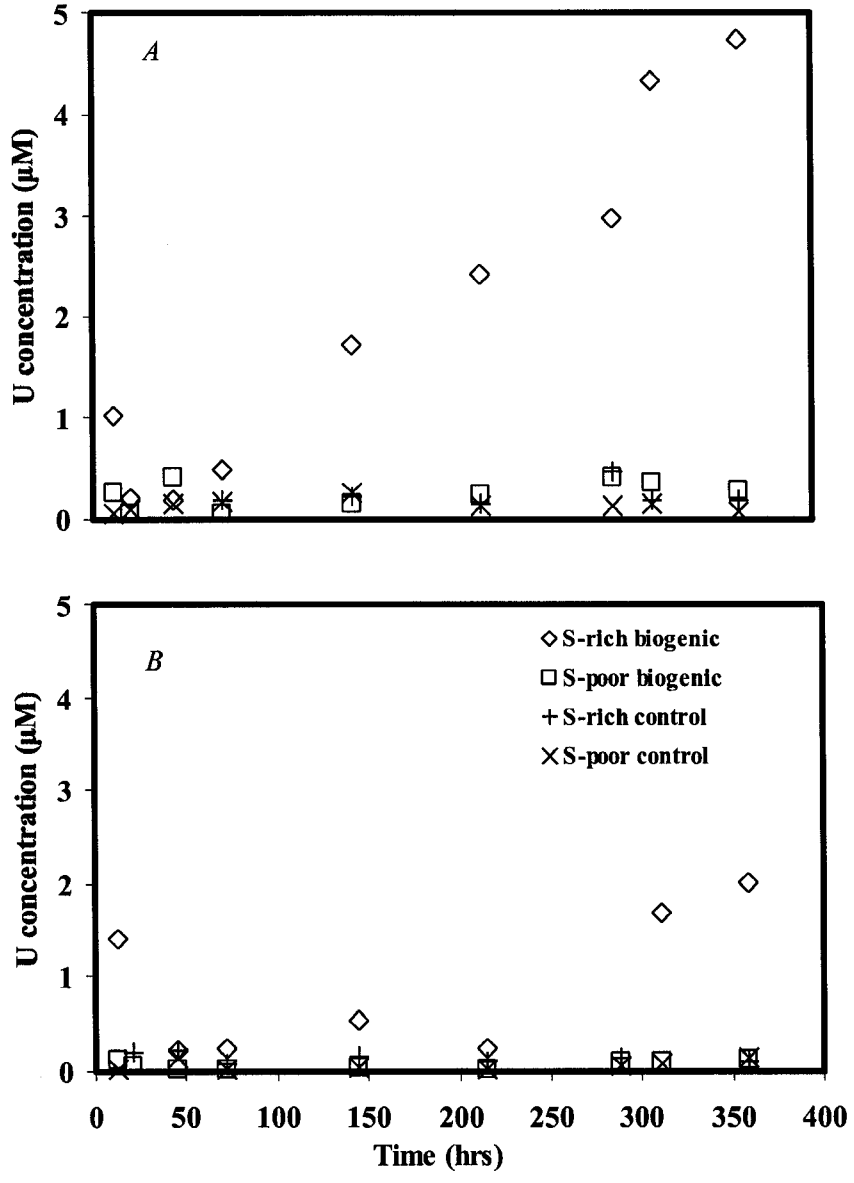 A
5
4
3
2
1
0
U concentration (µM)
B
5
4
3
2
1
0
U concentration (µM)
S-rich biogenic
S-poor biogenic
S-rich control
S-poor control
0 50 100 150 200 250 300 350 400
Time (hrs)